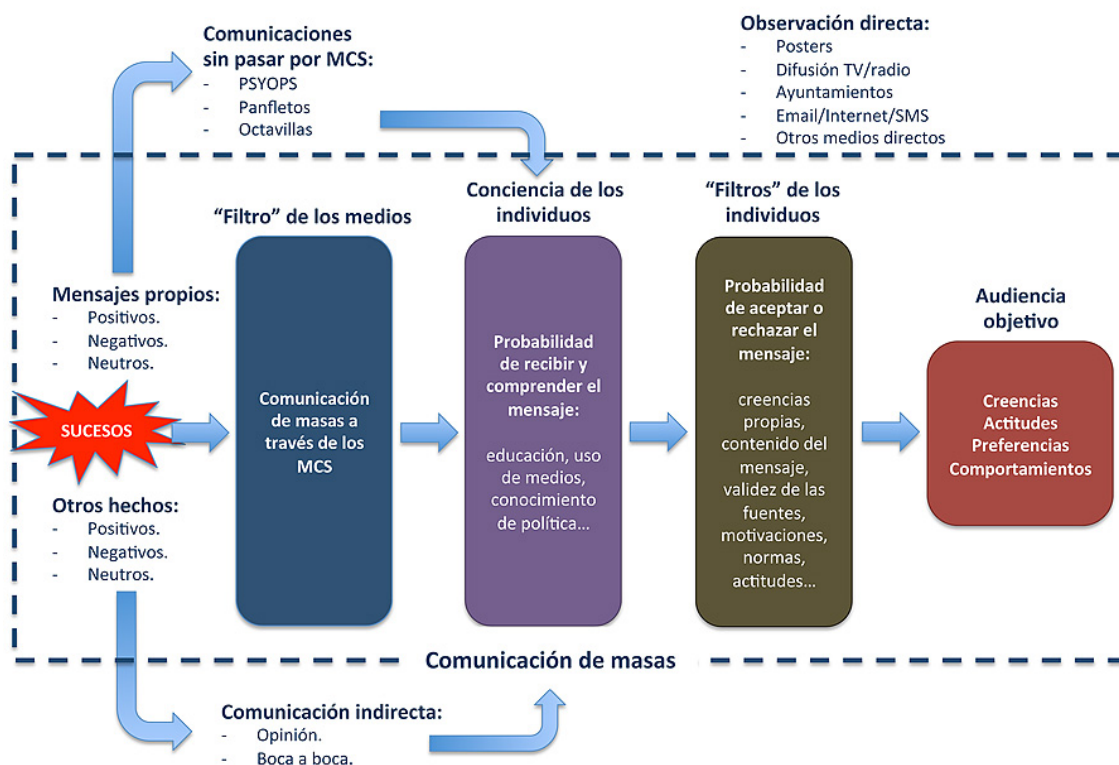 Comunicaciones
sin pasar por MCS:
- PSYOPS
- Panfletos
- Octavillas
Observación directa:
- Posters
- Difusión TV/radio
- Ayuntamientos
- Email/Internet/SMS
- Otros medios directos
Mensajes propios:
- Positivos.
- Negativos.
- Neutros.
SUCESOS
Otros hechos:
- Positivos.
- Negativos.
- Neutros.
“Filtro” de los medios
Comunicación
de masas a
través de los
MCS
Conciencia de los
individuos
Probabilidad
de recibir y
comprender el
mensaje:
educación, uso
de medios,
conocimiento
de política...
“Filtros” de los
individuos
Probabilidad
de aceptar o
rechazar el
mensaje:
creencias
propias,
contenido del
mensaje,
validez de las
fuentes,
motivaciones,
normas,
actitudes...
Audiencia
objetivo
Creencias
Actitudes
Preferencias
Comportamientos
Comunicación de masas
Comunicación indirecta:
- Opinión.
- Boca a boca.